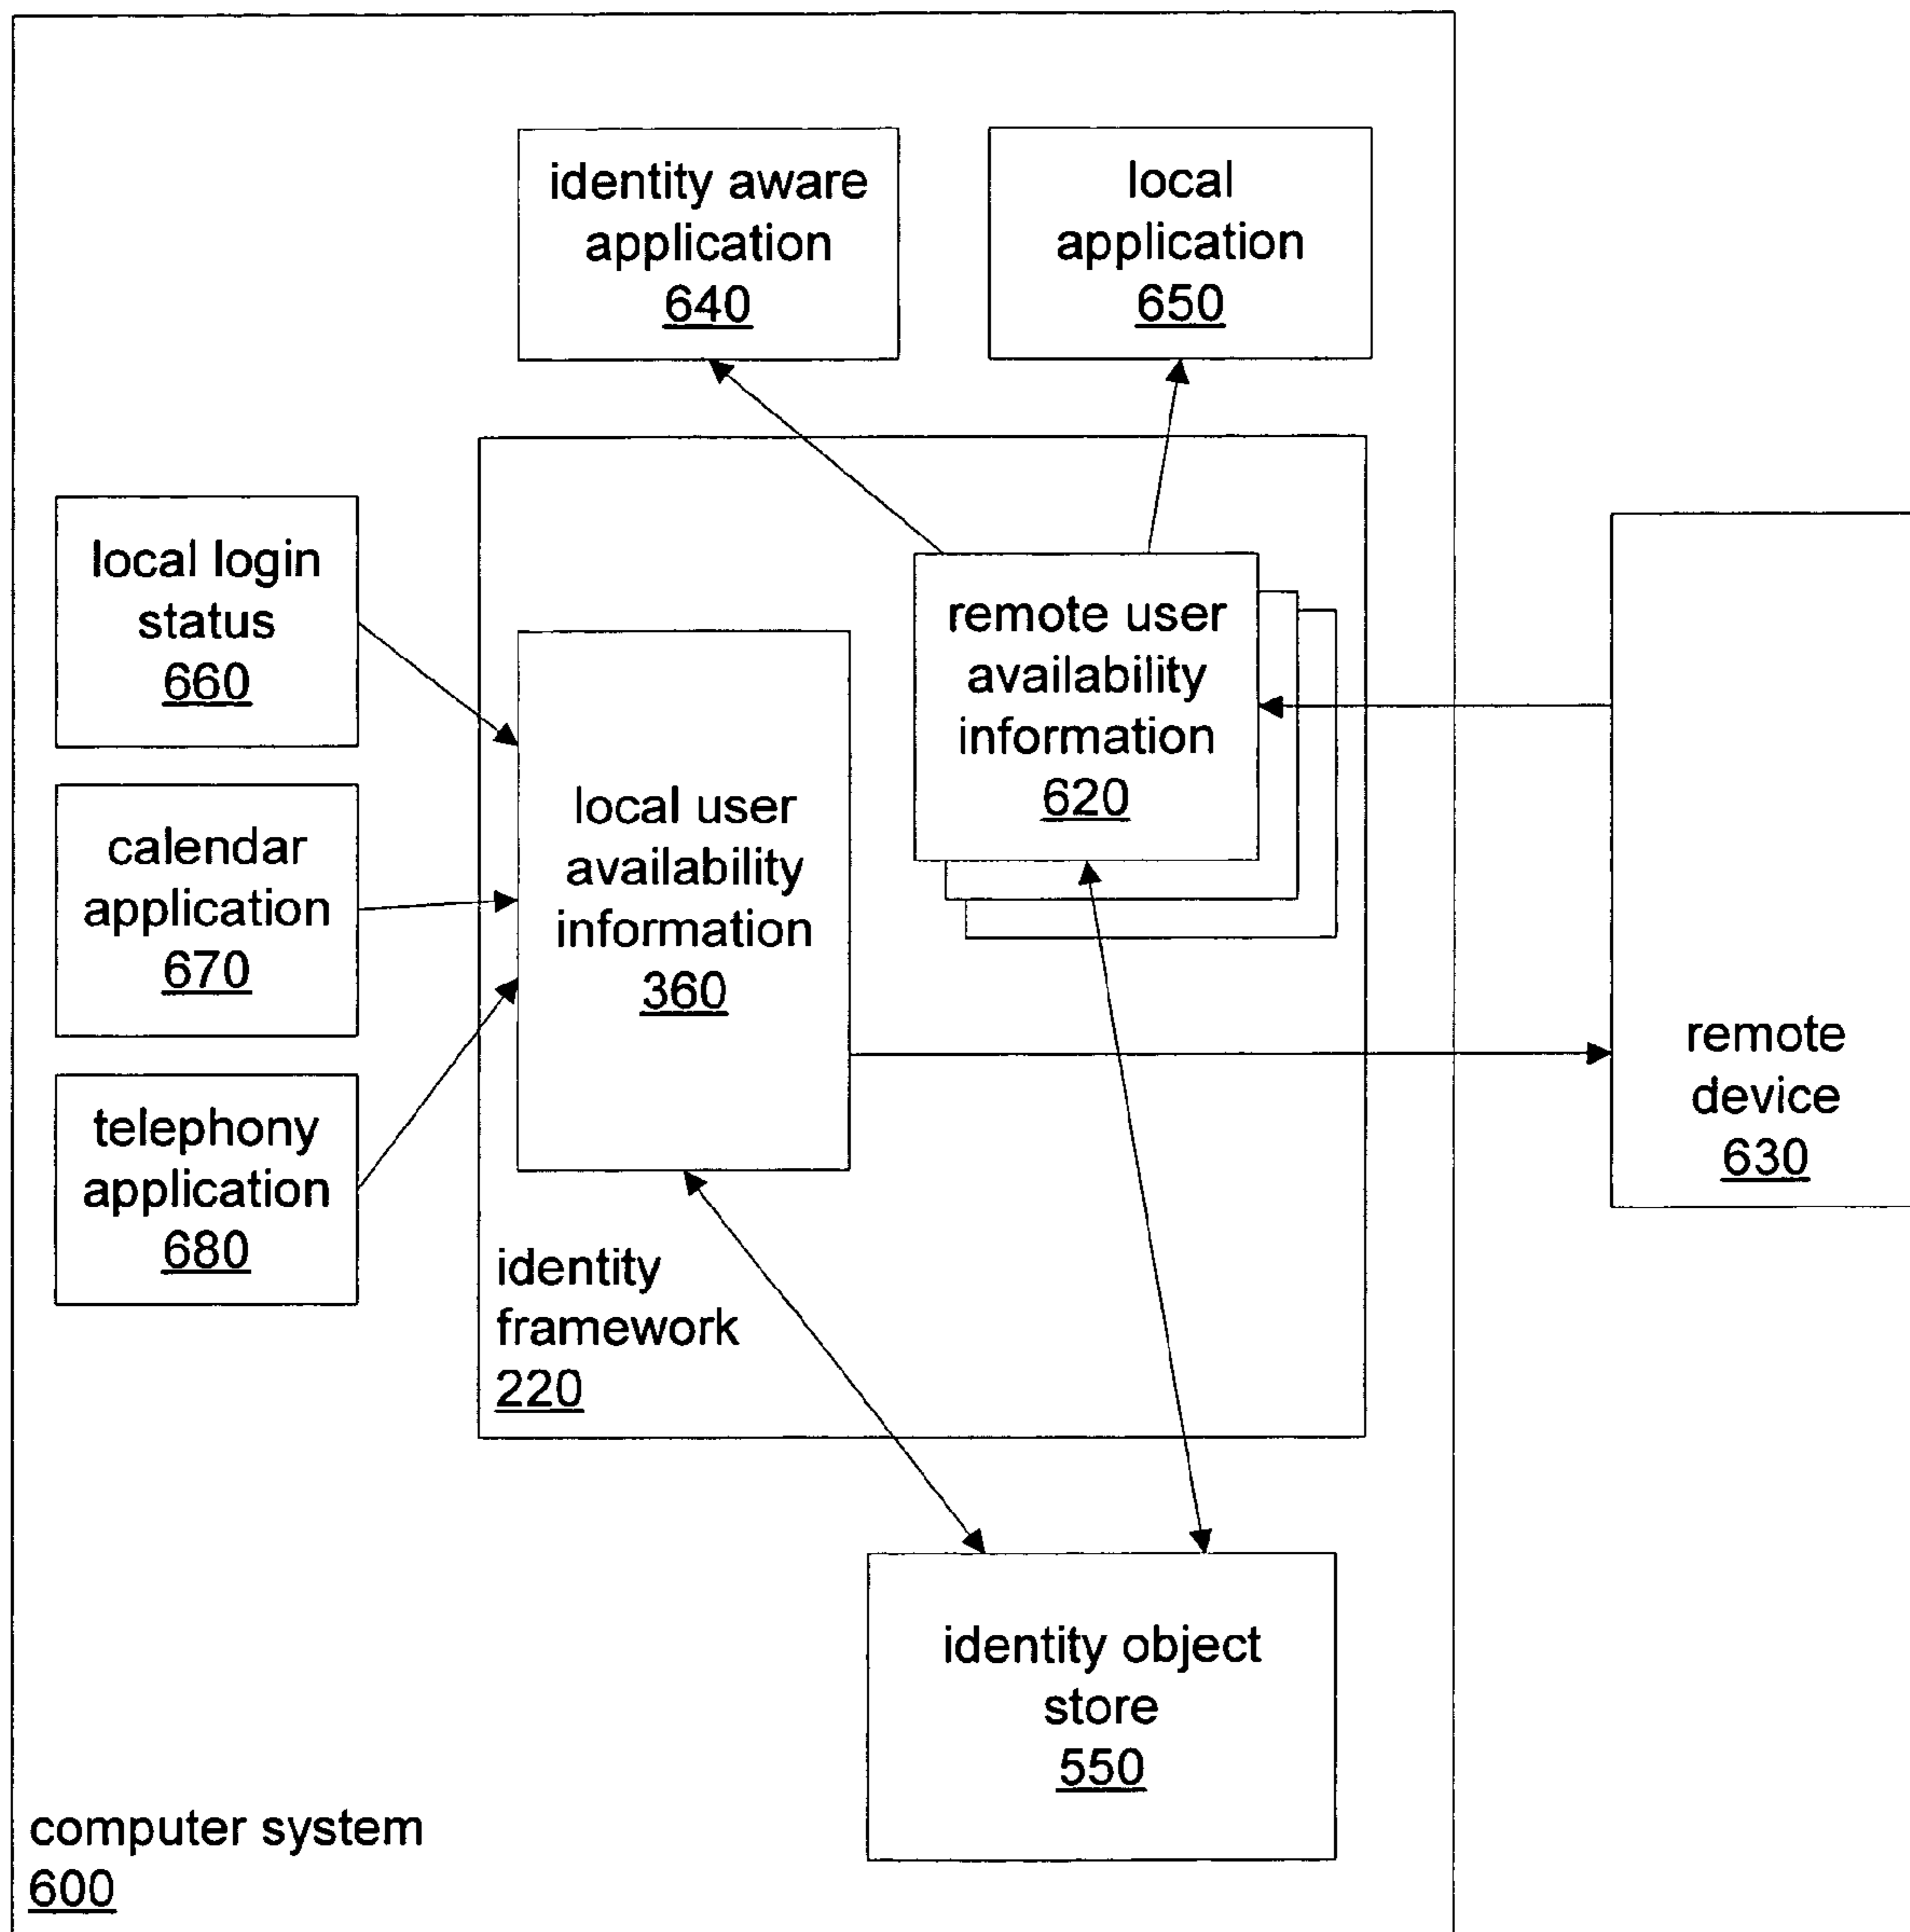 identity aware
application
640
local
application
650
local login
status
660
remote user
availability
information
620
local user
availability
information
360
calendar
application
670
remote
device
630
telephony
application
680
identity
framework
220
identity object
store
550
computer system
600